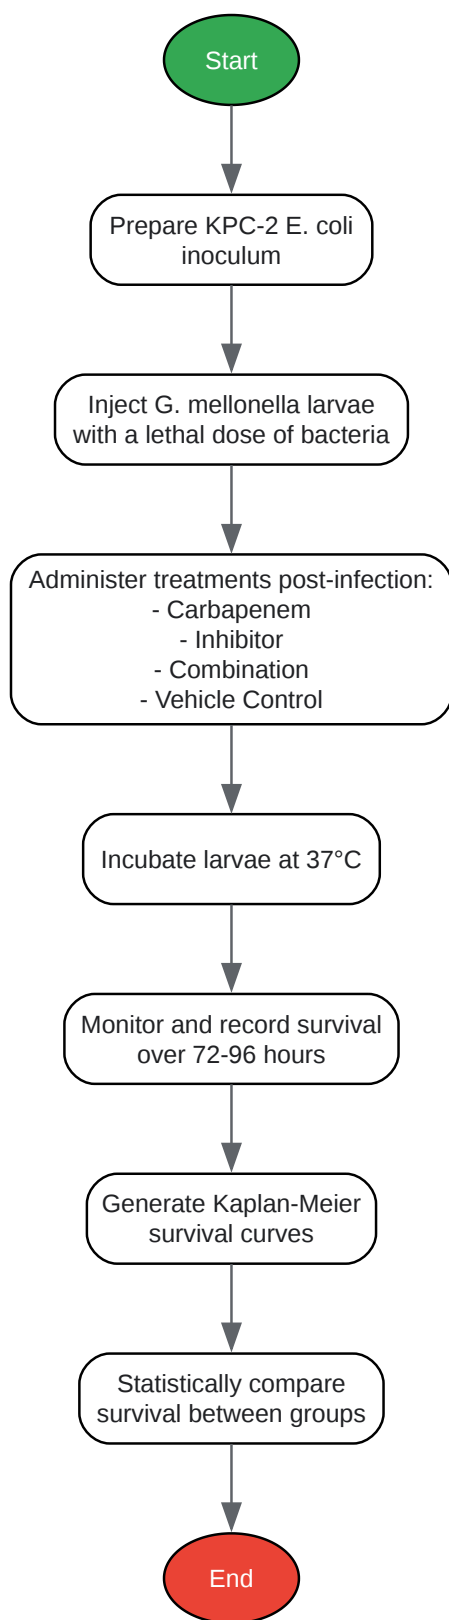 Start
Prepare KPC-2 E. coli
inoculum
Inject G. mellonella larvae
with a lethal dose of bacteria
Administer treatments post-infection:
- Carbapenem
- Inhibitor
- Combination
- Vehicle Control
Incubate larvae at 37°C
Monitor and record survival
over 72-96 hours
Generate Kaplan-Meier
survival curves
Statistically compare
survival between groups
End